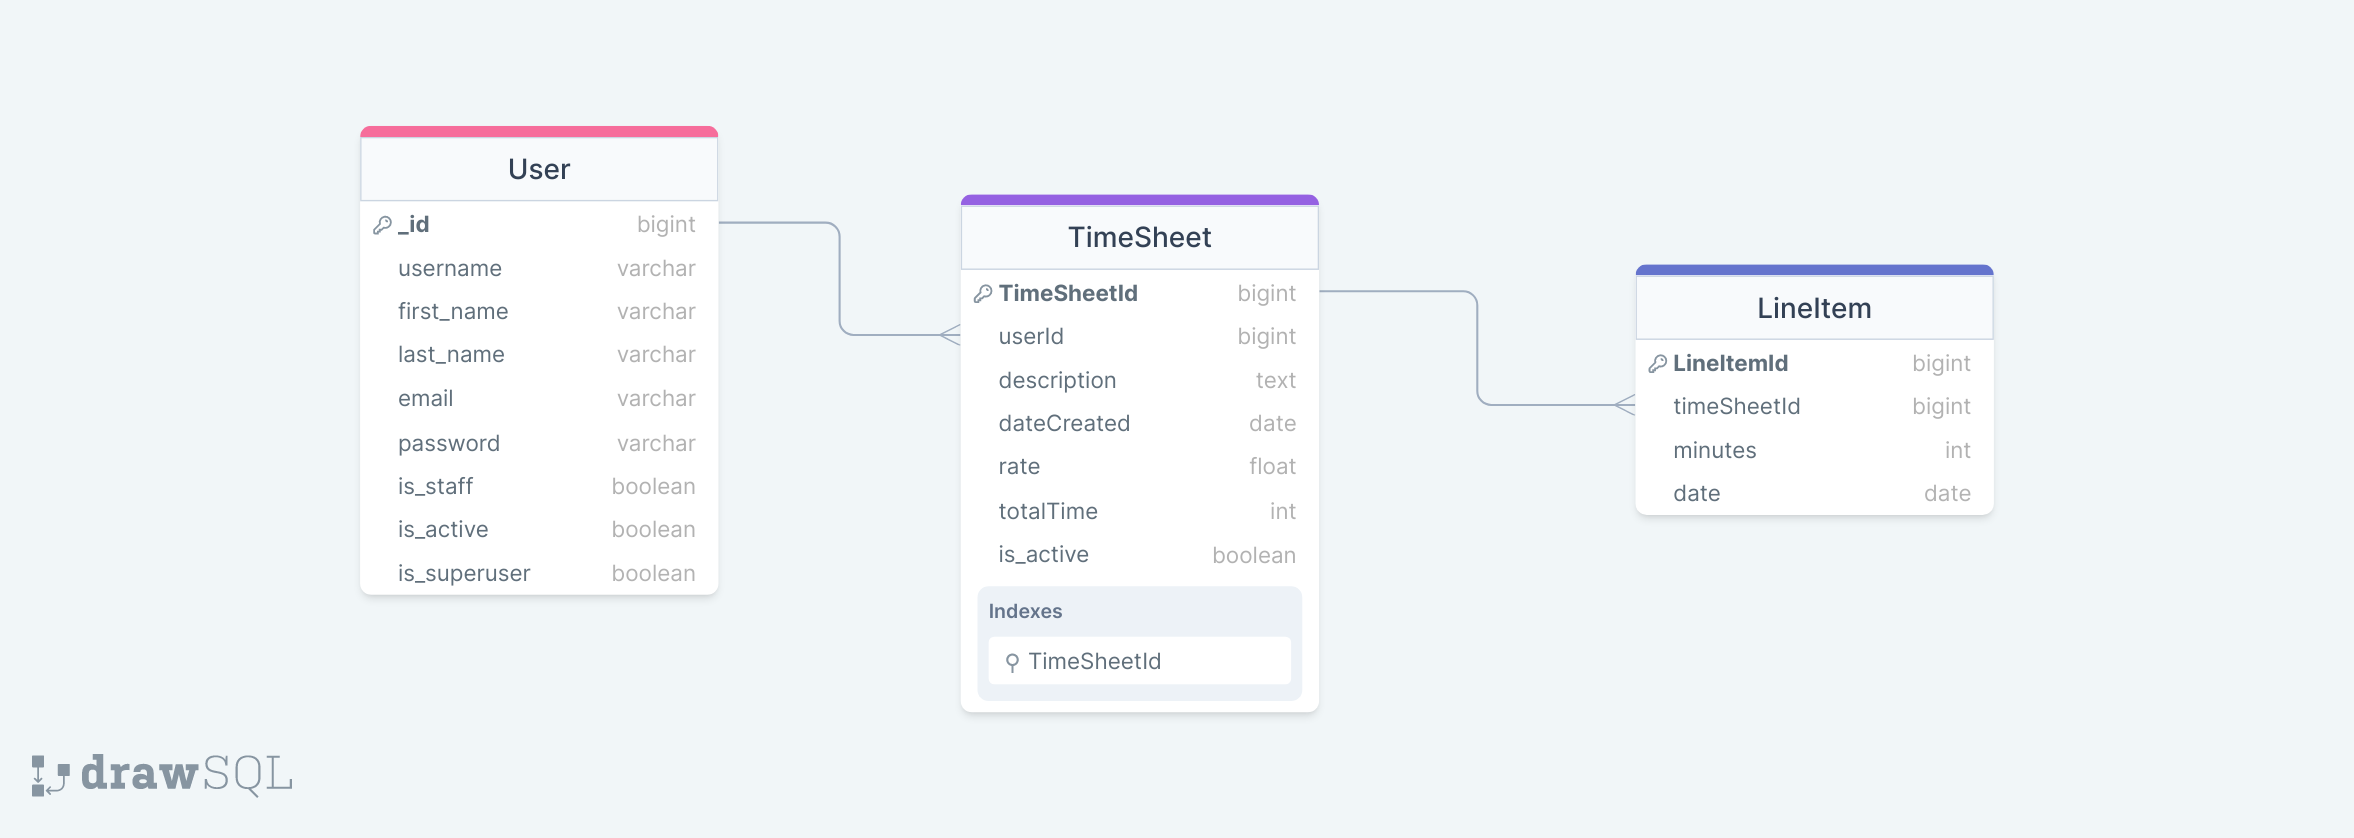 User
_id bigint
username varchar
first_name varchar
last_name varchar
email varchar
password varchar
is_staff boolean
is_active boolean
is_superuser boolean
TimeSheet
TimeSheetId bigint
userId bigint
description text
dateCreated date
rate float
totalTime int
is_active boolean
Indexes
TimeSheetId
LineItem
LineItemId bigint
timeSheetId bigint
minutes int
date date
drawSQL